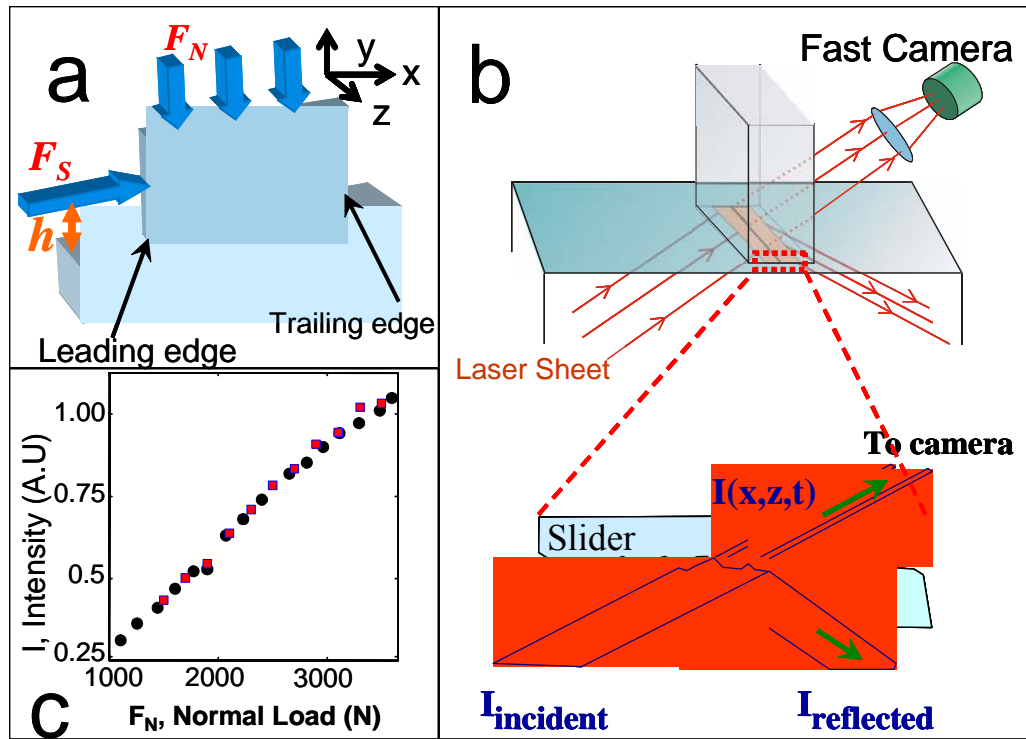 a
F_N
y
x
z
F_S
h
Leading edge
Trailing edge
b
Fast Camera
Laser Sheet
To camera
I(x,z,t)
Slider
I_incident
I_reflected
c
I, Intensity (A.U)
1.00
0.75
0.5
0.25
1000 2000 3000
F_N, Normal Load (N)